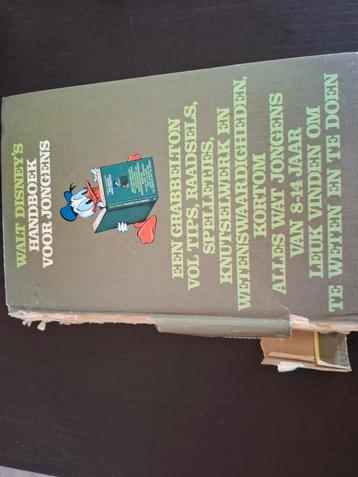 WALT DISNEY'S
HANDBOEK
VOOR JONGENS
EEN GRABBELTON
VOL TIPS, RAADSELS,
SPELLETJES,
KNUTSELWERK EN
WETENSWAARDIGHEDEN,
KORTOM
ALLES WAT JONGENS
VAN 8-14 JAAR
LEUK VINDEN OM
TE WETEN EN TE DOEN